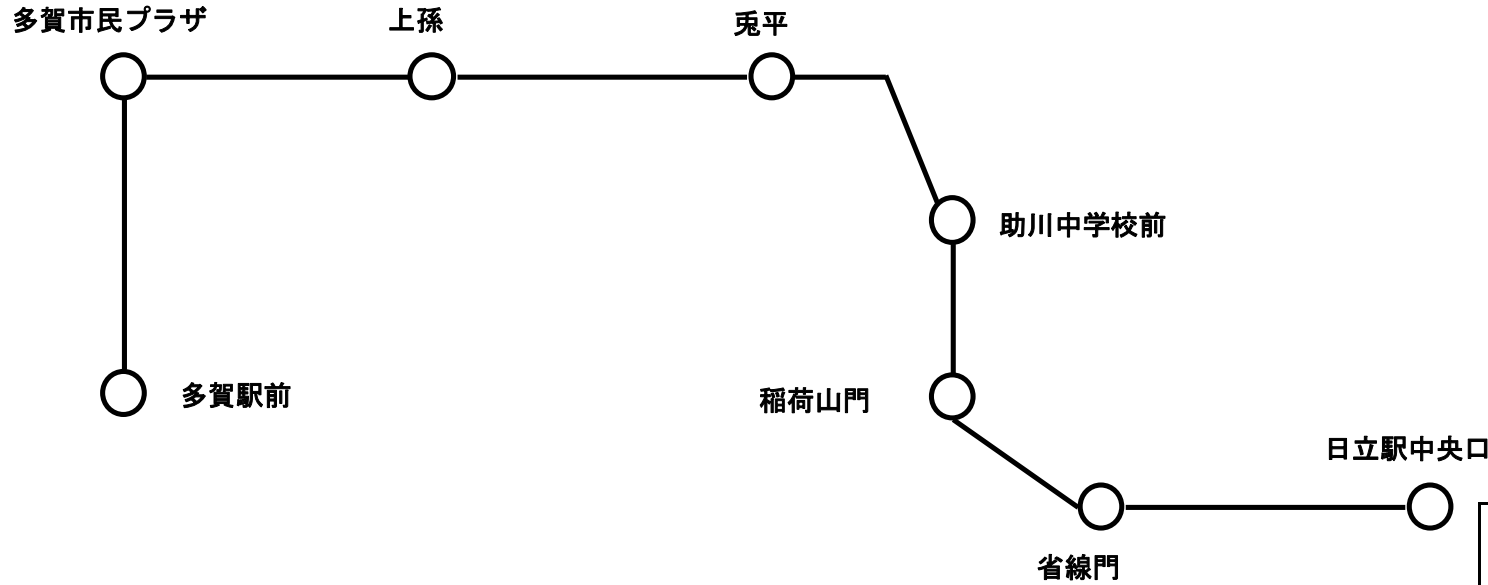 多賀市民プラザ
上孫
兎平
助川中学校前
多賀駅前
稲荷山門
日立駅中央口
省線門